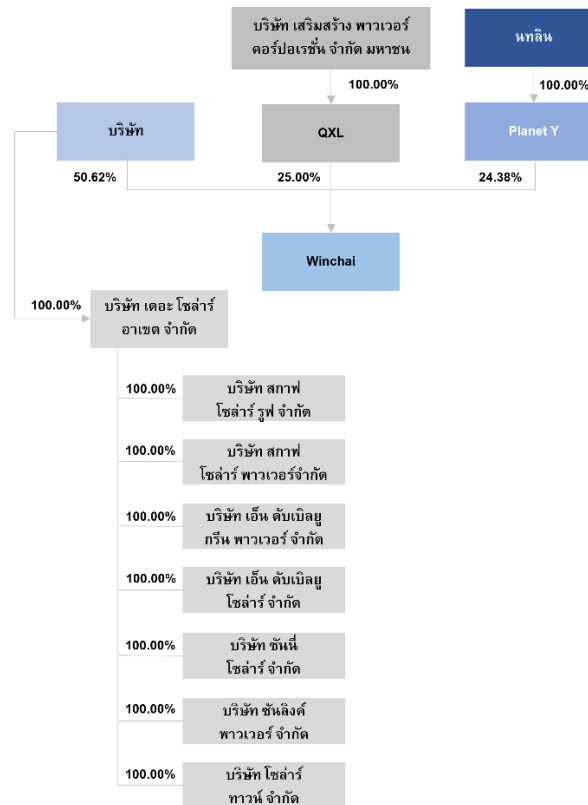 บริษัท เสริมสร้าง พาวเวอร์
คอร์ปอเรชั่น จำกัด มหาชน
นทลิน
100.00%
100.00%
บริษัท
QXL
Planet Y
50.62%
25.00%
24.38%
Winchai
100.00%
บริษัท เดอะ โซล่าร์
อาเขต จำกัด
100.00%
บริษัท สกาฟ
โซล่าร์ รูฟ จำกัด
100.00%
บริษัท สกาฟ
โซล่าร์ พาวเวอร์จำกัด
100.00%
บริษัท เอ็น ดับเบิลยู
กรีน พาวเวอร์ จำกัด
100.00%
บริษัท เอ็น ดับเบิลยู
โซล่าร์ จำกัด
100.00%
บริษัท ซันนี่
โซล่าร์ จำกัด
100.00%
บริษัท ซันลิงค์
พาวเวอร์ จำกัด
100.00%
บริษัท โซล่าร์
ทาวน์ จำกัด